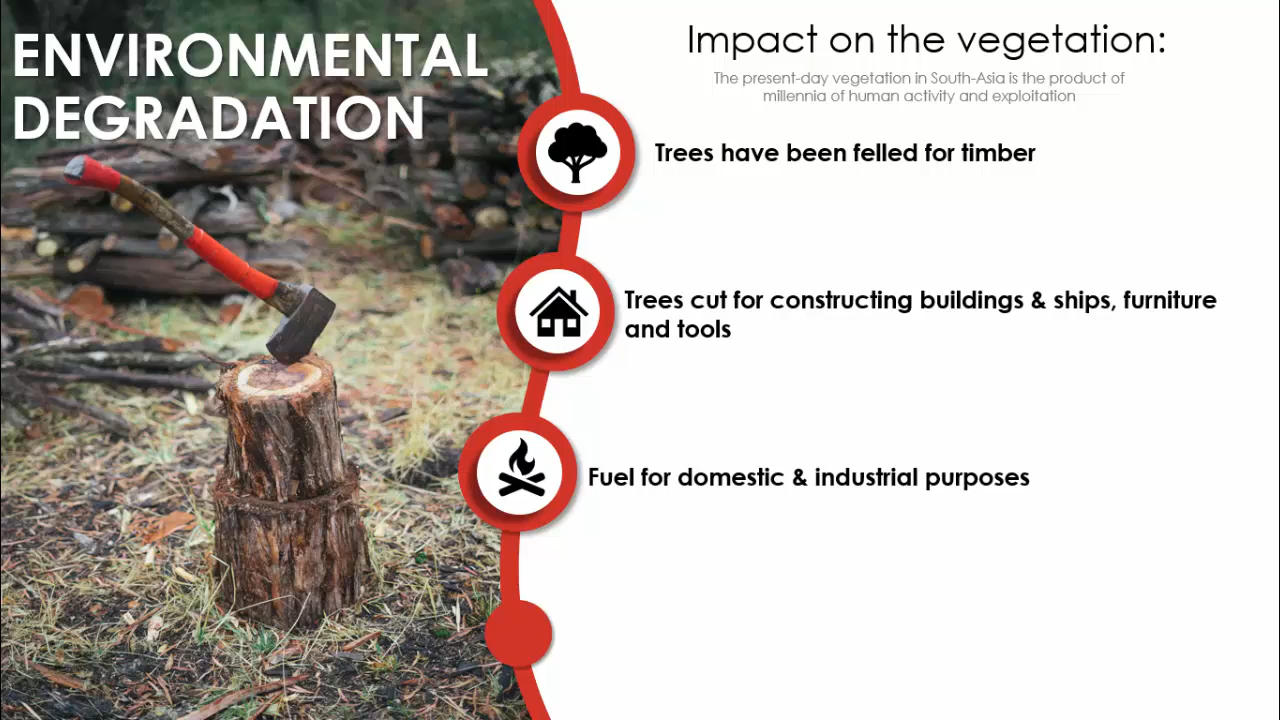 ENVIRONMENTAL
DEGRADATION
Impact on the vegetation:
The present-day vegetation in South-Asia is the product of
millennia of human activity and exploitation
Trees have been felled for timber
Trees cut for constructing buildings & ships, furniture
and tools
Fuel for domestic & industrial purposes